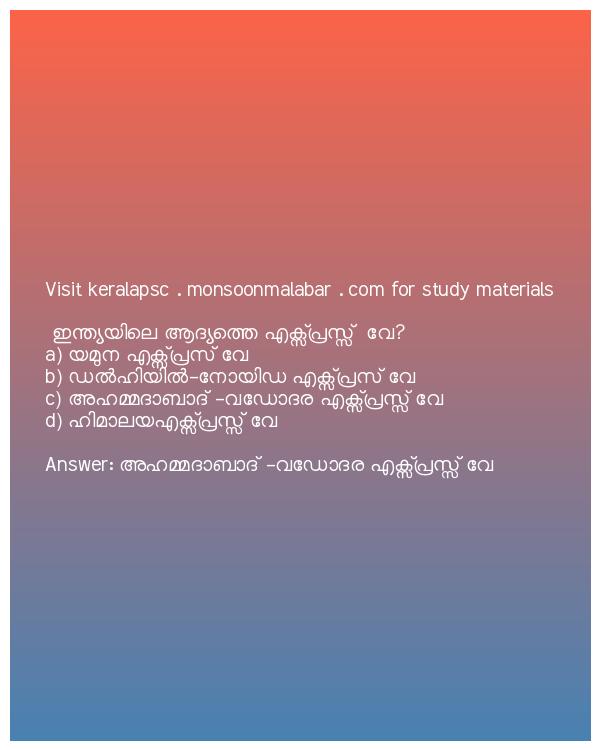 Visit keralapsc . monsoonmalabar . com for study materials
ഇന്ത്യയിലെ ആദ്യത്തെ എക്സ്പ്രസ്സ്  വേ?
a) യമുന എക്സ്പ്രസ് വേ
b) ഡൽഹിയിൽ-നോയിഡ എക്സ്പ്രസ് വേ
c) അഹമ്മദാബാദ് -വഡോദര എക്സ്പ്രസ്സ് വേ
d) ഹിമാലയഎക്സ്പ്രസ്സ് വേ
Answer: അഹമ്മദാബാദ് -വഡോദര എക്സ്പ്രസ്സ് വേ